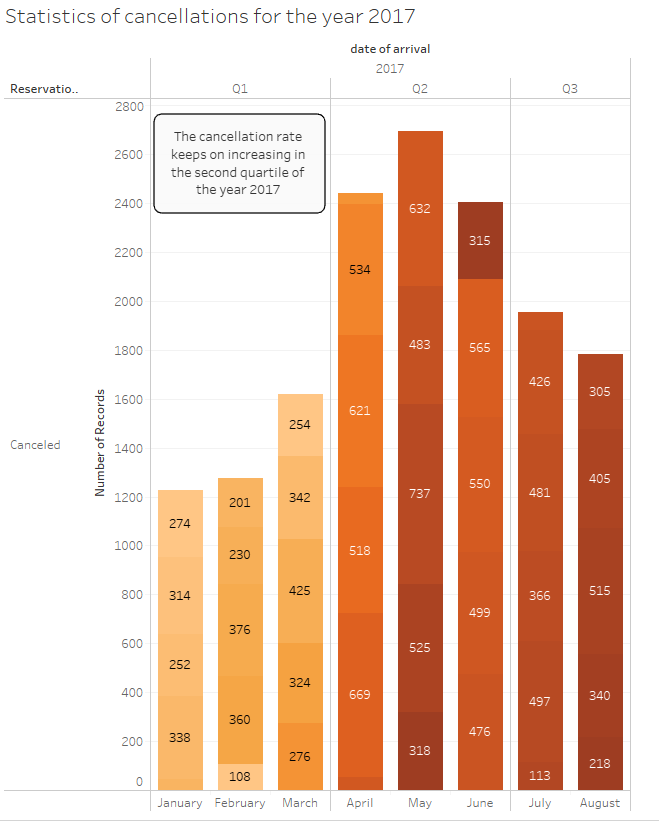 Statistics of cancellations for the year 2017
date of arrival
2017
Reservatio..
Q1
Q2
Q3
2800
The cancellation rate
keeps on increasing in
the second quartile of
the year 2017
2600
2400
2200
2000
1800
1600
1400
1200
1000
800
600
400
200
0
Number of Records
Canceled
274
314
252
338
201
230
376
360
108
254
342
425
324
276
534
621
518
669
632
483
737
525
318
315
565
550
499
476
426
481
366
497
113
305
405
515
340
218
January
February
March
April
May
June
July
August